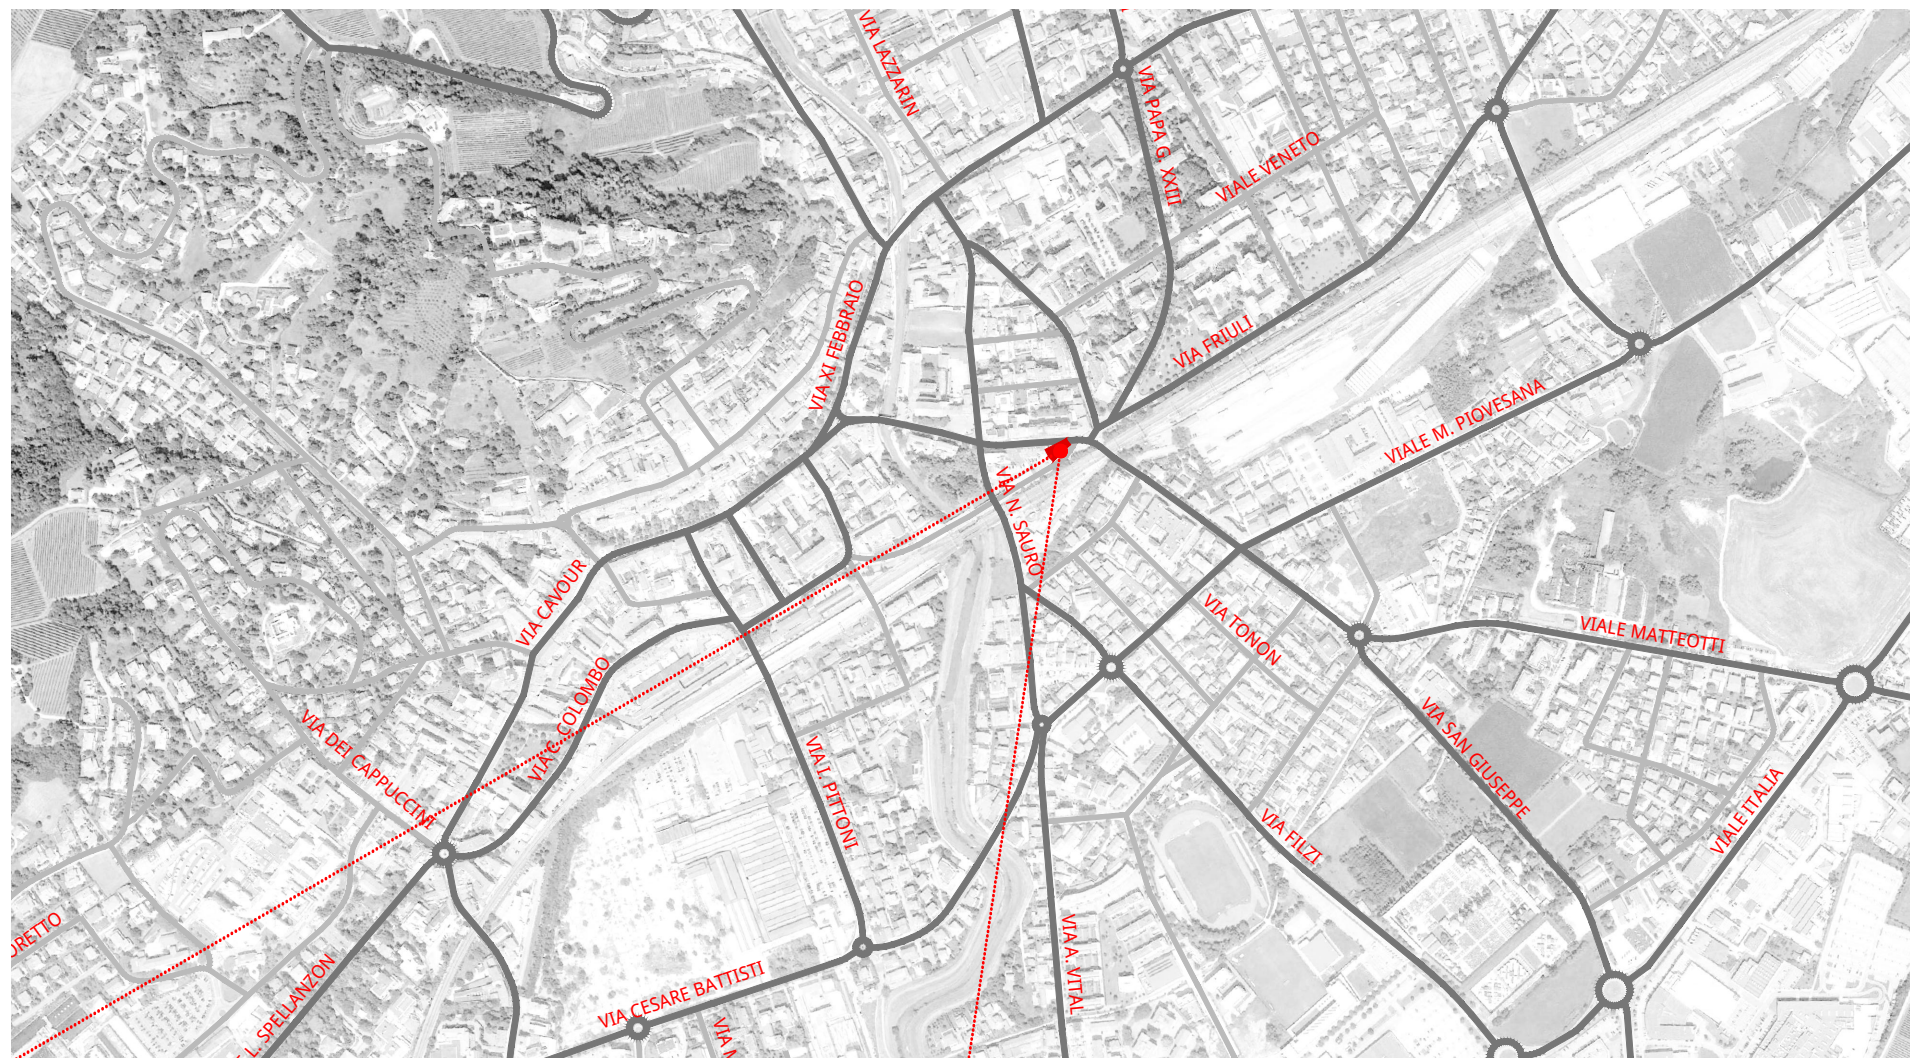 VIA LAZZARIN
VIA PAPA G. XXIII
VIALE VENETO
VIA XI FEBBRAIO
VIA FRIULI
VIALE M. PIOVESANA
VIA N. SAURO
VIA CAVOUR
VIA TONON
VIALE MATTEOTTI
VIA C. COLOMBO
VIA DEI CAPPUCCINI
VIA I. PITTONI
VIA SAN GIUSEPPE
VIALE ITALIA
VIA FILZI
ORETTO
L. SPELLANZON
VIA CESARE BATTISTI
VIA A. VITAL
VIA